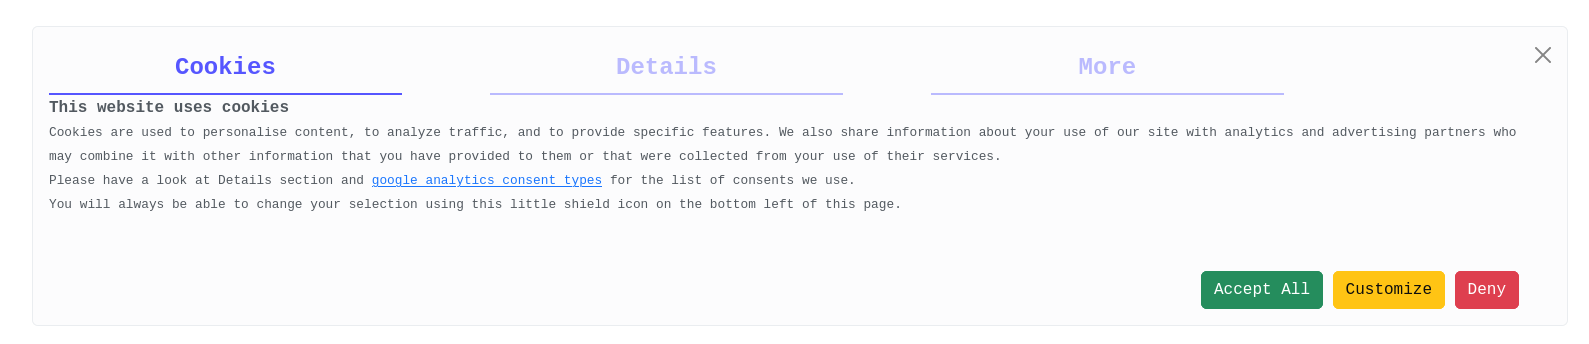 Cookies Details More
This website uses cookies
Cookies are used to personalise content, to analyze traffic, and to provide specific features. We also share information about your use of our site with analytics and advertising partners who
may combine it with other information that you have provided to them or that were collected from your use of their services.
Please have a look at Details section and google analytics consent types for the list of consents we use.
You will always be able to change your selection using this little shield icon on the bottom left of this page.
Accept All Customize Deny